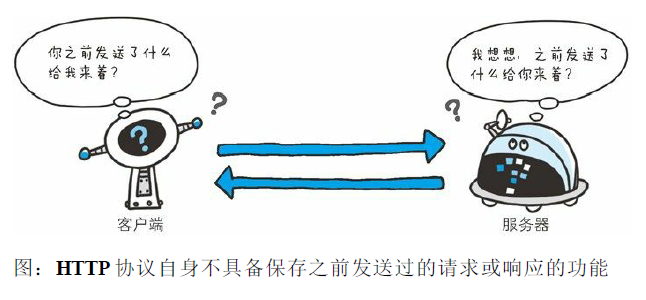 你之前发送了什么
给我来着?
我想想,之前发送了
什么给你来着?
?
?
?
客户端
服务器
图：HTTP 协议自身不具备保存之前发送过的请求或响应的功能